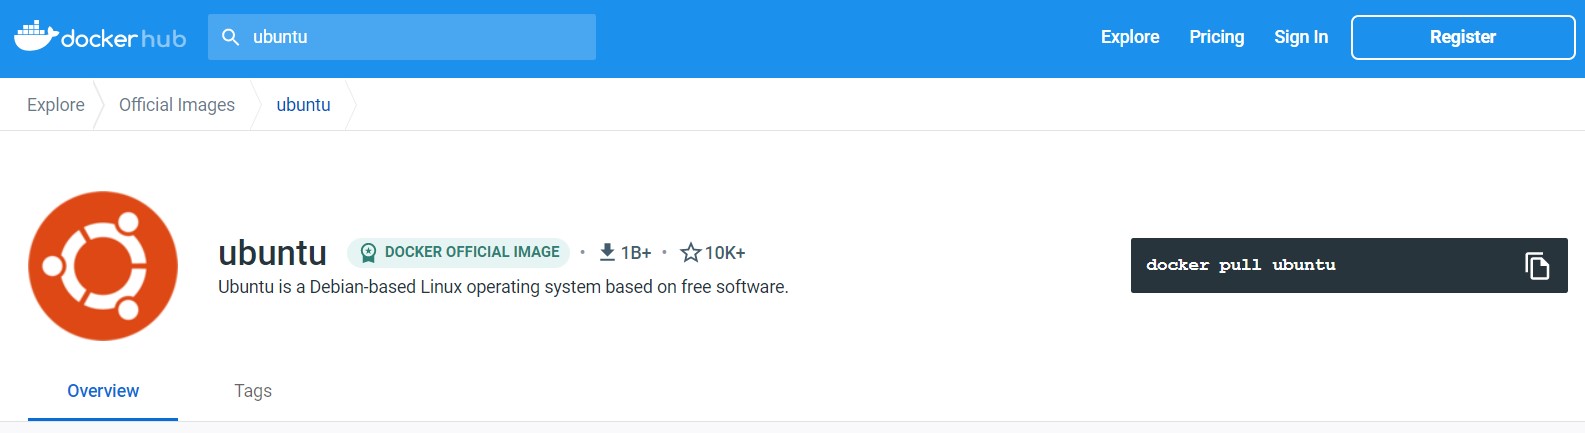 docker hub
ubuntu
Explore Pricing Sign In Register
Explore Official Images ubuntu
ubuntu DOCKER OFFICIAL IMAGE • 1B+ • 10K+
Ubuntu is a Debian-based Linux operating system based on free software.
docker pull ubuntu
Overview Tags